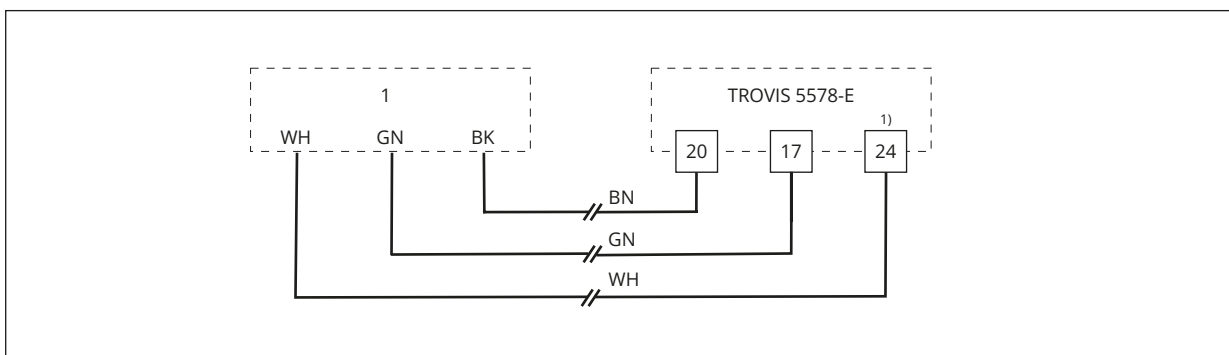 1
WH GN BK
TROVIS 5578-E
1)
20 17 24
BN
GN
WH